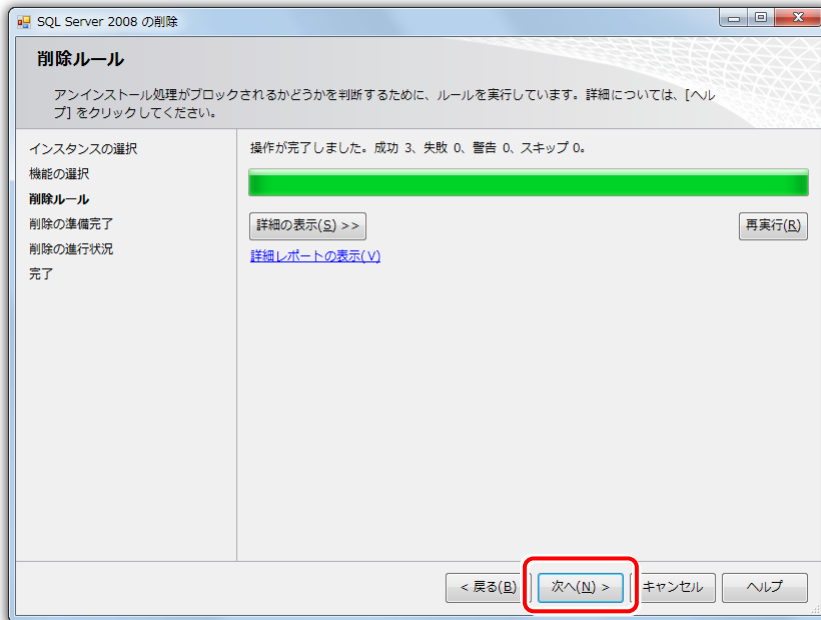 SQL Server 2008 の削除
削除ルール
アンインストール処理がブロックされるかどうかを判断するために、ルールを実行しています。詳細については、[ヘル
プ] をクリックしてください。
インスタンスの選択
機能の選択
削除ルール
削除の準備完了
削除の進行状況
完了
操作が完了しました。成功 3、失敗 0、警告 0、スキップ 0。
詳細の表示(S) >>
再実行(R)
詳細レポートの表示(V)
< 戻る(B)
次へ(N) >
キャンセル
ヘルプ